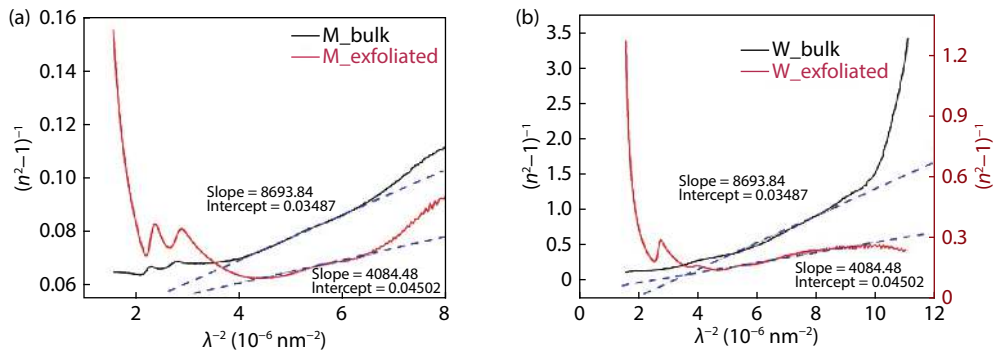 (a)
M_bulk
M_exfoliated
Slope = 8693.84
Intercept = 0.03487
Slope = 4084.48
Intercept = 0.04502
0.16
0.14
0.12
0.10
0.08
0.06
(n²−1)⁻¹
2
4
6
8
λ⁻² (10⁻⁶ nm⁻²)
(b)
W_bulk
W_exfoliated
Slope = 8693.84
Intercept = 0.03487
Slope = 4084.48
Intercept = 0.04502
3.5
3.0
2.5
2.0
1.5
1.0
0.5
0
(n²−1)⁻¹
1.2
0.9
0.6
0.3
0
(n²−1)⁻¹
0
2
4
6
8
10
12
λ⁻² (10⁻⁶ nm⁻²)